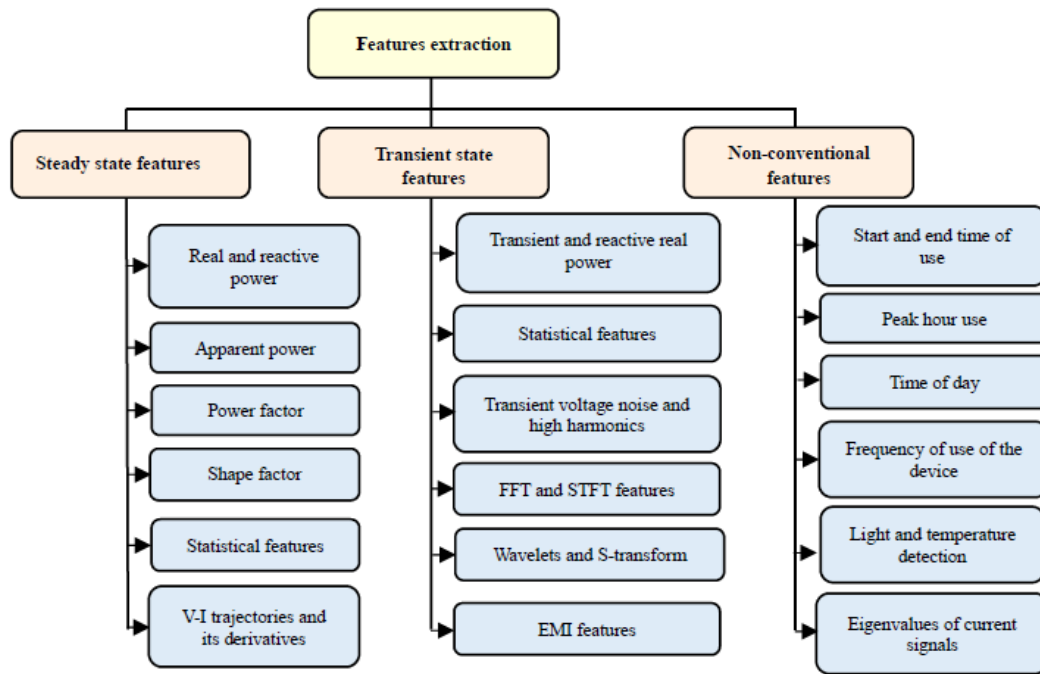 Features extraction
Steady state features
Transient state
features
Non-conventional
features
Real and reactive
power
Apparent power
Power factor
Shape factor
Statistical features
V-I trajectories and
its derivatives
Transient and reactive real
power
Statistical features
Transient voltage noise and
high harmonics
FFT and STFT features
Wavelets and S-transform
EMI features
Start and end time of
use
Peak hour use
Time of day
Frequency of use of the
device
Light and temperature
detection
Eigenvalues of current
signals